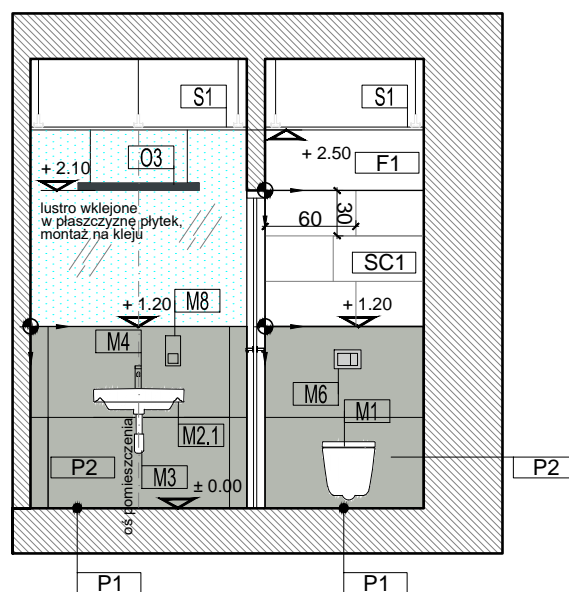 S1
S1
O3
+ 2.50
F1
+ 2.10
lustro wklejone
w płaszczyznę płytek,
montaż na kleju
60
30
SC1
+ 1.20
M8
+ 1.20
M4
M6
M1
M2.1
P2
M3
oś pomieszczenia
± 0.00
P2
P1
P1